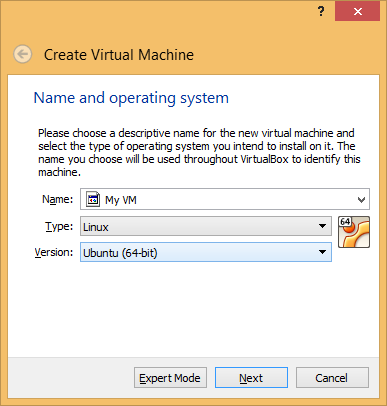 ?
Create Virtual Machine
Name and operating system
Please choose a descriptive name for the new virtual machine and
select the type of operating system you intend to install on it. The
name you choose will be used throughout VirtualBox to identify this
machine.
Name: My VM
Type: Linux
64
Version: Ubuntu (64-bit)
Expert Mode Next Cancel